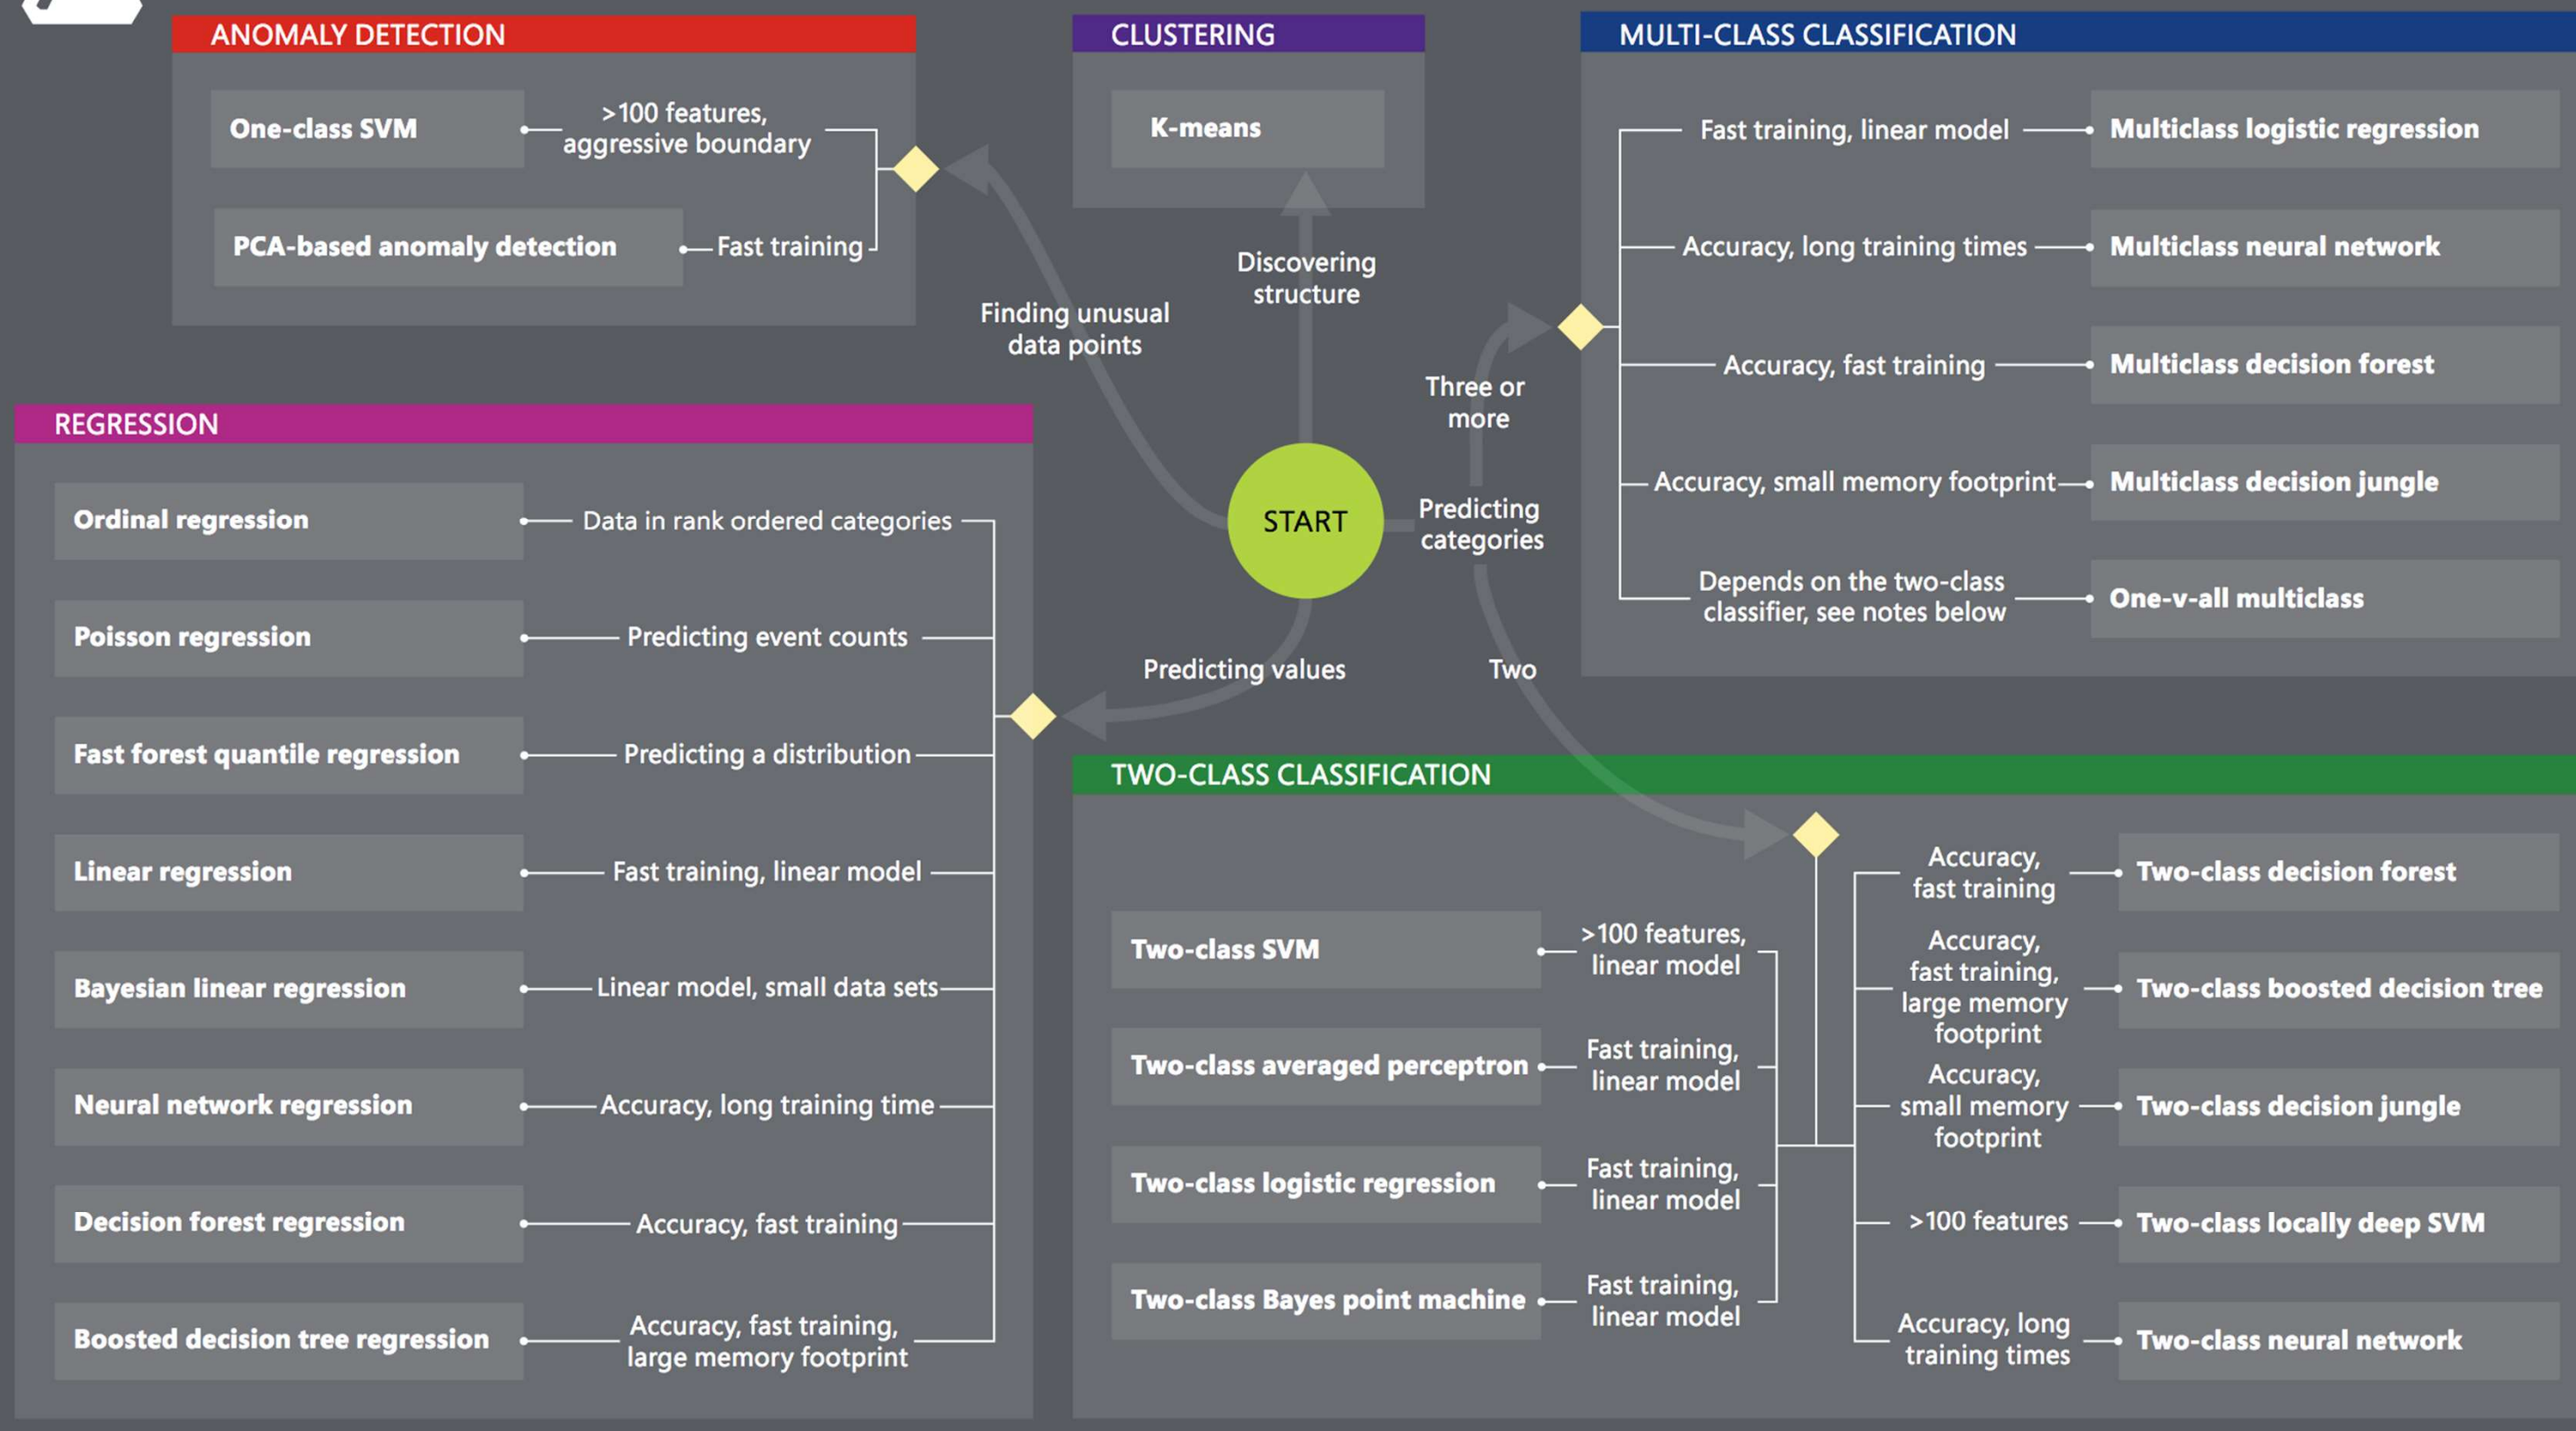 ANOMALY DETECTION
One-class SVM
>100 features,
aggressive boundary
PCA-based anomaly detection
Fast training
CLUSTERING
K-means
Discovering
structure
Finding unusual
data points
START
Three or
more
Predicting
categories
Predicting values
Two
MULTI-CLASS CLASSIFICATION
Fast training, linear model
Multiclass logistic regression
Accuracy, long training times
Multiclass neural network
Accuracy, fast training
Multiclass decision forest
Accuracy, small memory footprint
Multiclass decision jungle
Depends on the two-class
classifier, see notes below
One-v-all multiclass
REGRESSION
Ordinal regression
Data in rank ordered categories
Poisson regression
Predicting event counts
Fast forest quantile regression
Predicting a distribution
Linear regression
Fast training, linear model
Bayesian linear regression
Linear model, small data sets
Neural network regression
Accuracy, long training time
Decision forest regression
Accuracy, fast training
Boosted decision tree regression
Accuracy, fast training,
large memory footprint
TWO-CLASS CLASSIFICATION
Two-class SVM
>100 features,
linear model
Two-class averaged perceptron
Fast training,
linear model
Two-class logistic regression
Fast training,
linear model
Two-class Bayes point machine
Fast training,
linear model
Accuracy,
fast training
Two-class decision forest
Accuracy,
fast training,
large memory
footprint
Two-class boosted decision tree
Accuracy,
small memory
footprint
Two-class decision jungle
>100 features
Two-class locally deep SVM
Accuracy, long
training times
Two-class neural network